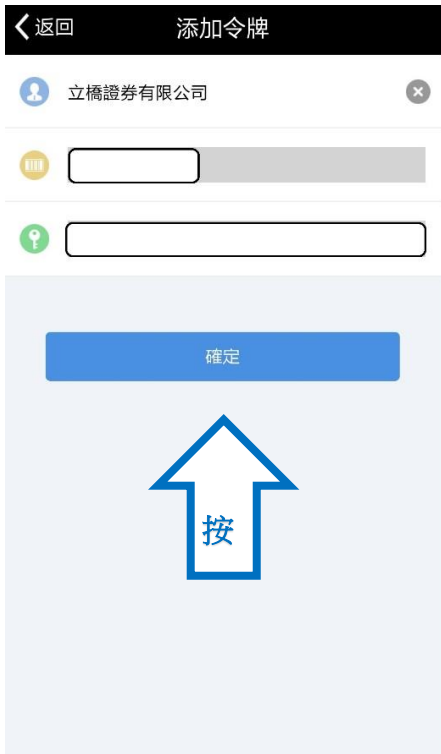 返回
添加令牌
立橋證券有限公司
確定
按